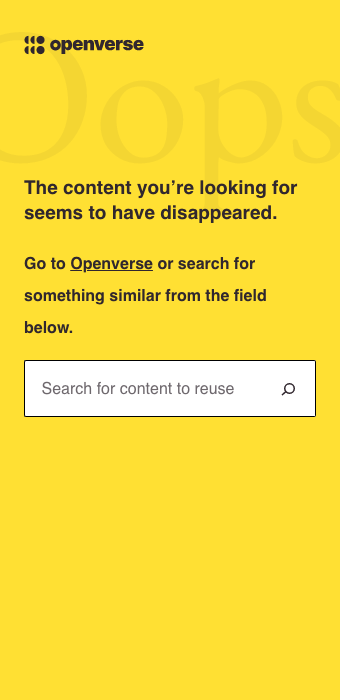 openverse
Oops
The content you’re looking for
seems to have disappeared.
Go to Openverse or search for
something similar from the field
below.
Search for content to reuse